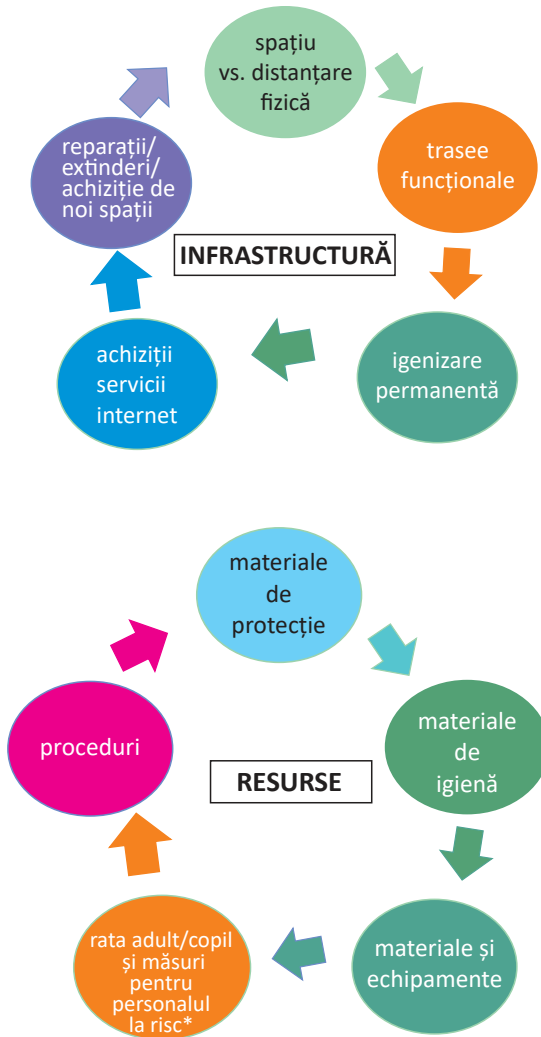 spațiu
vs. distanțare
fizică
trasee
funcționale
igenizare
permanentă
achiziții
servicii
internet
reparații/
extinderi/
achiziție de
noi spații
INFRASTRUCTURĂ
materiale
de
protecție
materiale
de
igienă
materiale și
echipamente
rata adult/copil
și măsuri
pentru
personalul
la risc*
proceduri
RESURSE